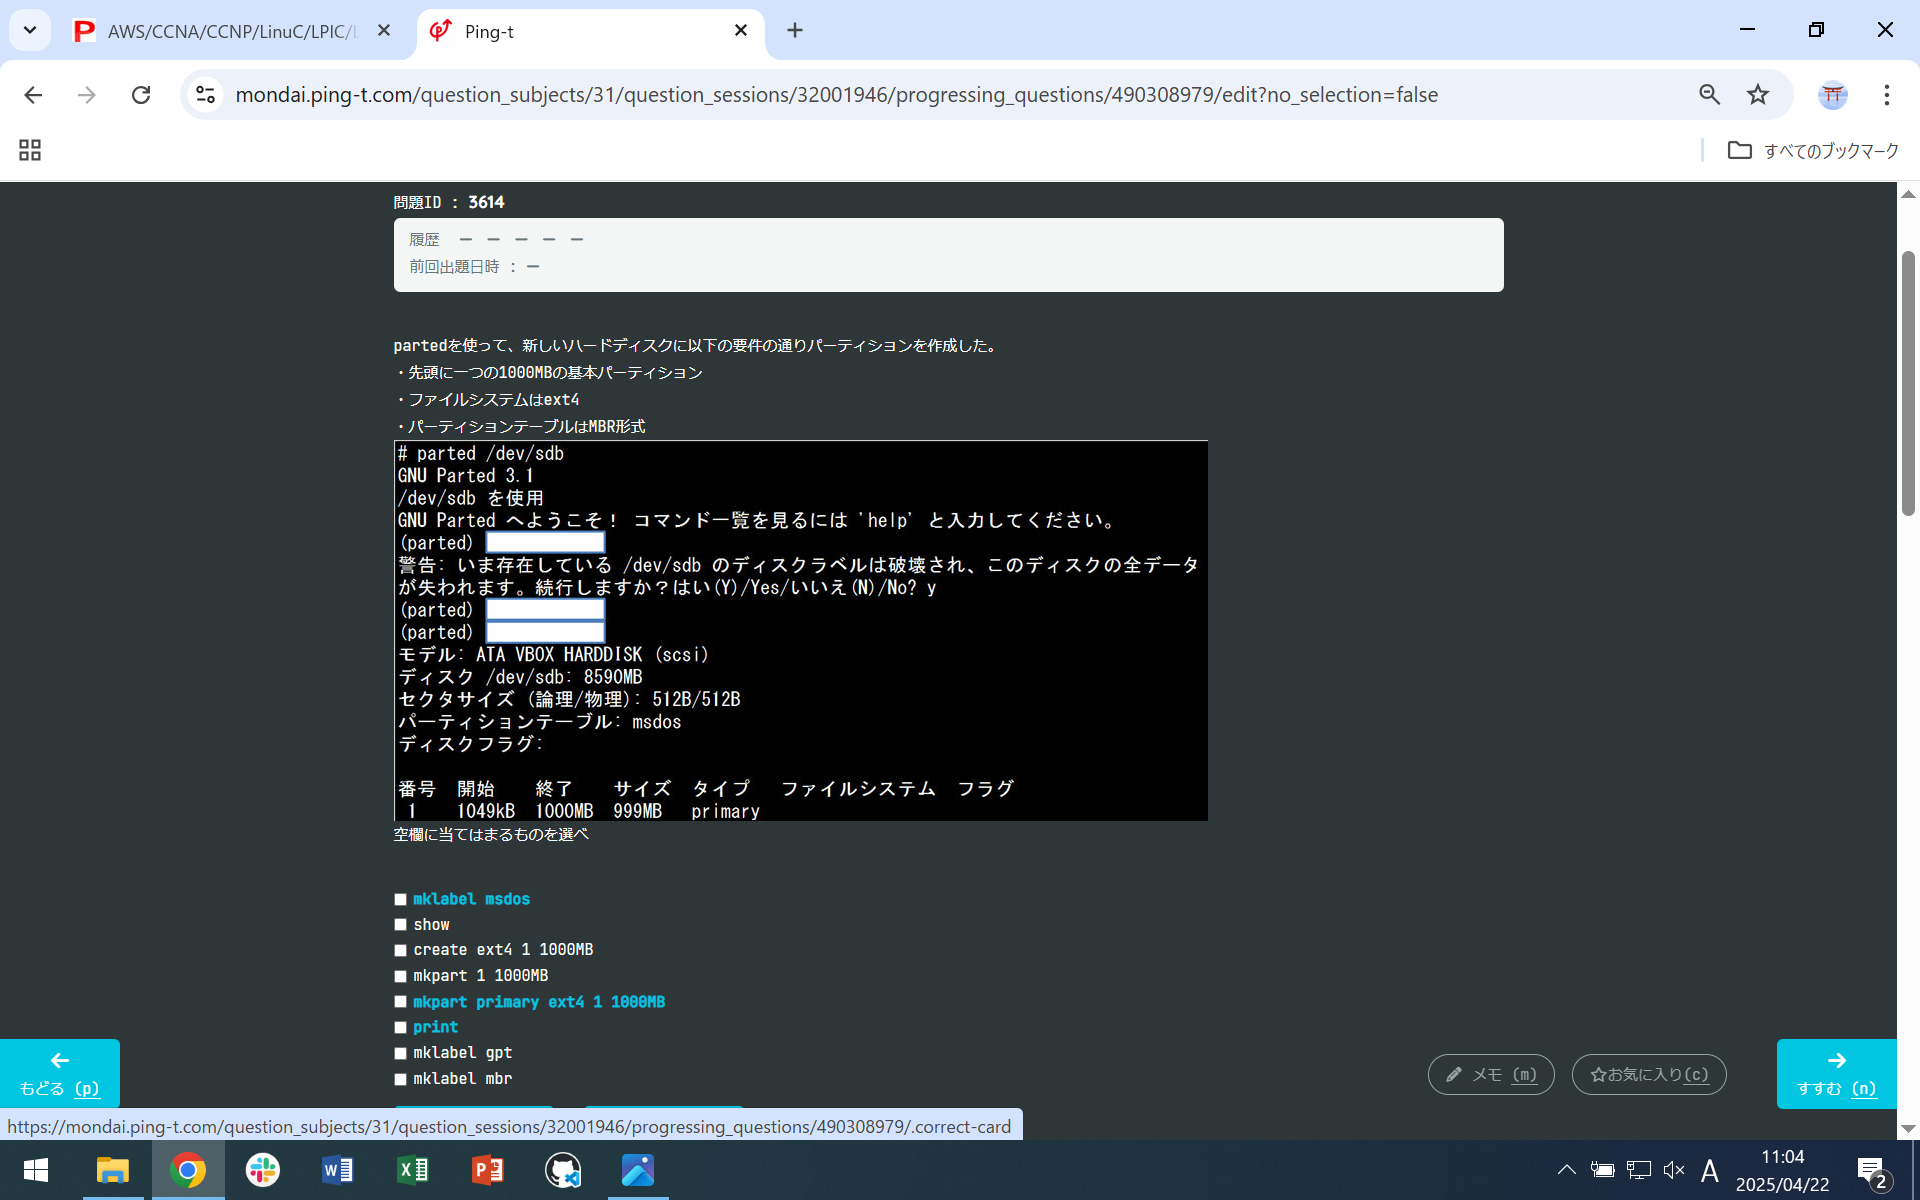 AWS/CCNA/CCNP/LinuC/LPIC/
Ping-t
mondai.ping-t.com/question_subjects/31/question_sessions/32001946/progressing_questions/490308979/edit?no_selection=false
すべてのブックマーク
問題ID : 3614
履歴 ー ー ー ー ー
前回出題日時 : ー
partedを使って、新しいハードディスクに以下の要件の通りパーティションを作成した。
・先頭に一つの1000MBの基本パーティション
・ファイルシステムはext4
・パーティションテーブルはMBR形式
# parted /dev/sdb
GNU Parted 3.1
/dev/sdb を使用
GNU Parted へようこそ！ コマンド一覧を見るには 'help' と入力してください。
(parted)
警告: いま存在している /dev/sdb のディスクラベルは破壊され、このディスクの全データ
が失われます。続行しますか？はい(Y)/Yes/いいえ(N)/No? y
(parted)
(parted)
モデル: ATA VBOX HARDDISK (scsi)
ディスク /dev/sdb: 8590MB
セクタサイズ (論理/物理): 512B/512B
パーティションテーブル: msdos
ディスクフラグ:
番号 開始 終了 サイズ タイプ ファイルシステム フラグ
1 1049kB 1000MB 999MB primary
空欄に当てはまるものを選べ
mklabel msdos
show
create ext4 1 1000MB
mkpart 1 1000MB
mkpart primary ext4 1 1000MB
print
mklabel gpt
mklabel mbr
もどる (p)
メモ (m)
お気に入り(c)
すすむ (n)
https://mondai.ping-t.com/question_subjects/31/question_sessions/32001946/progressing_questions/490308979/.correct-card
A
11:04
2025/04/22
2